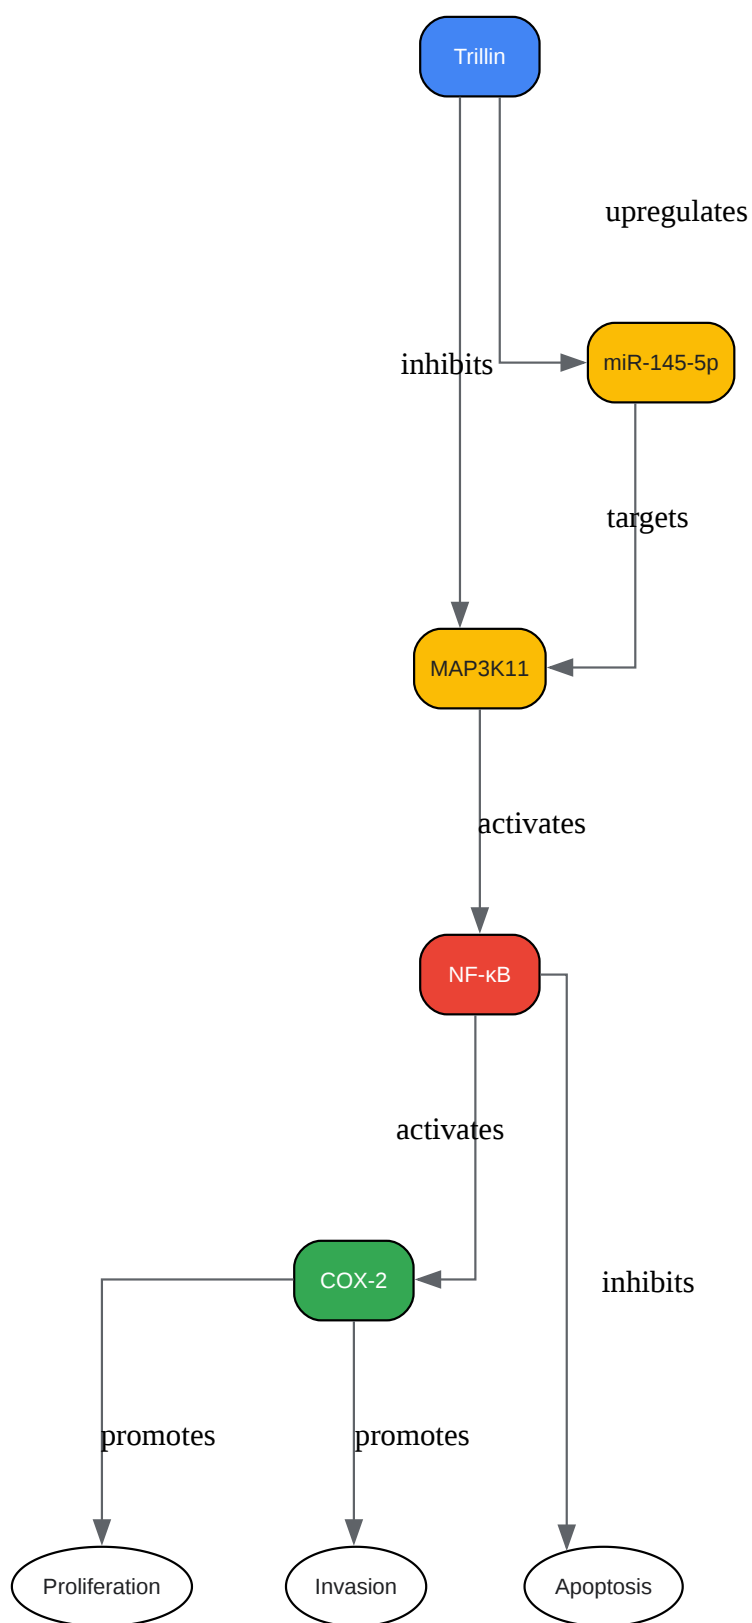 Trillin
upregulates
inhibits
miR-145-5p
targets
MAP3K11
activates
NF-κB
activates
COX-2
inhibits
promotes
promotes
Proliferation
Invasion
Apoptosis